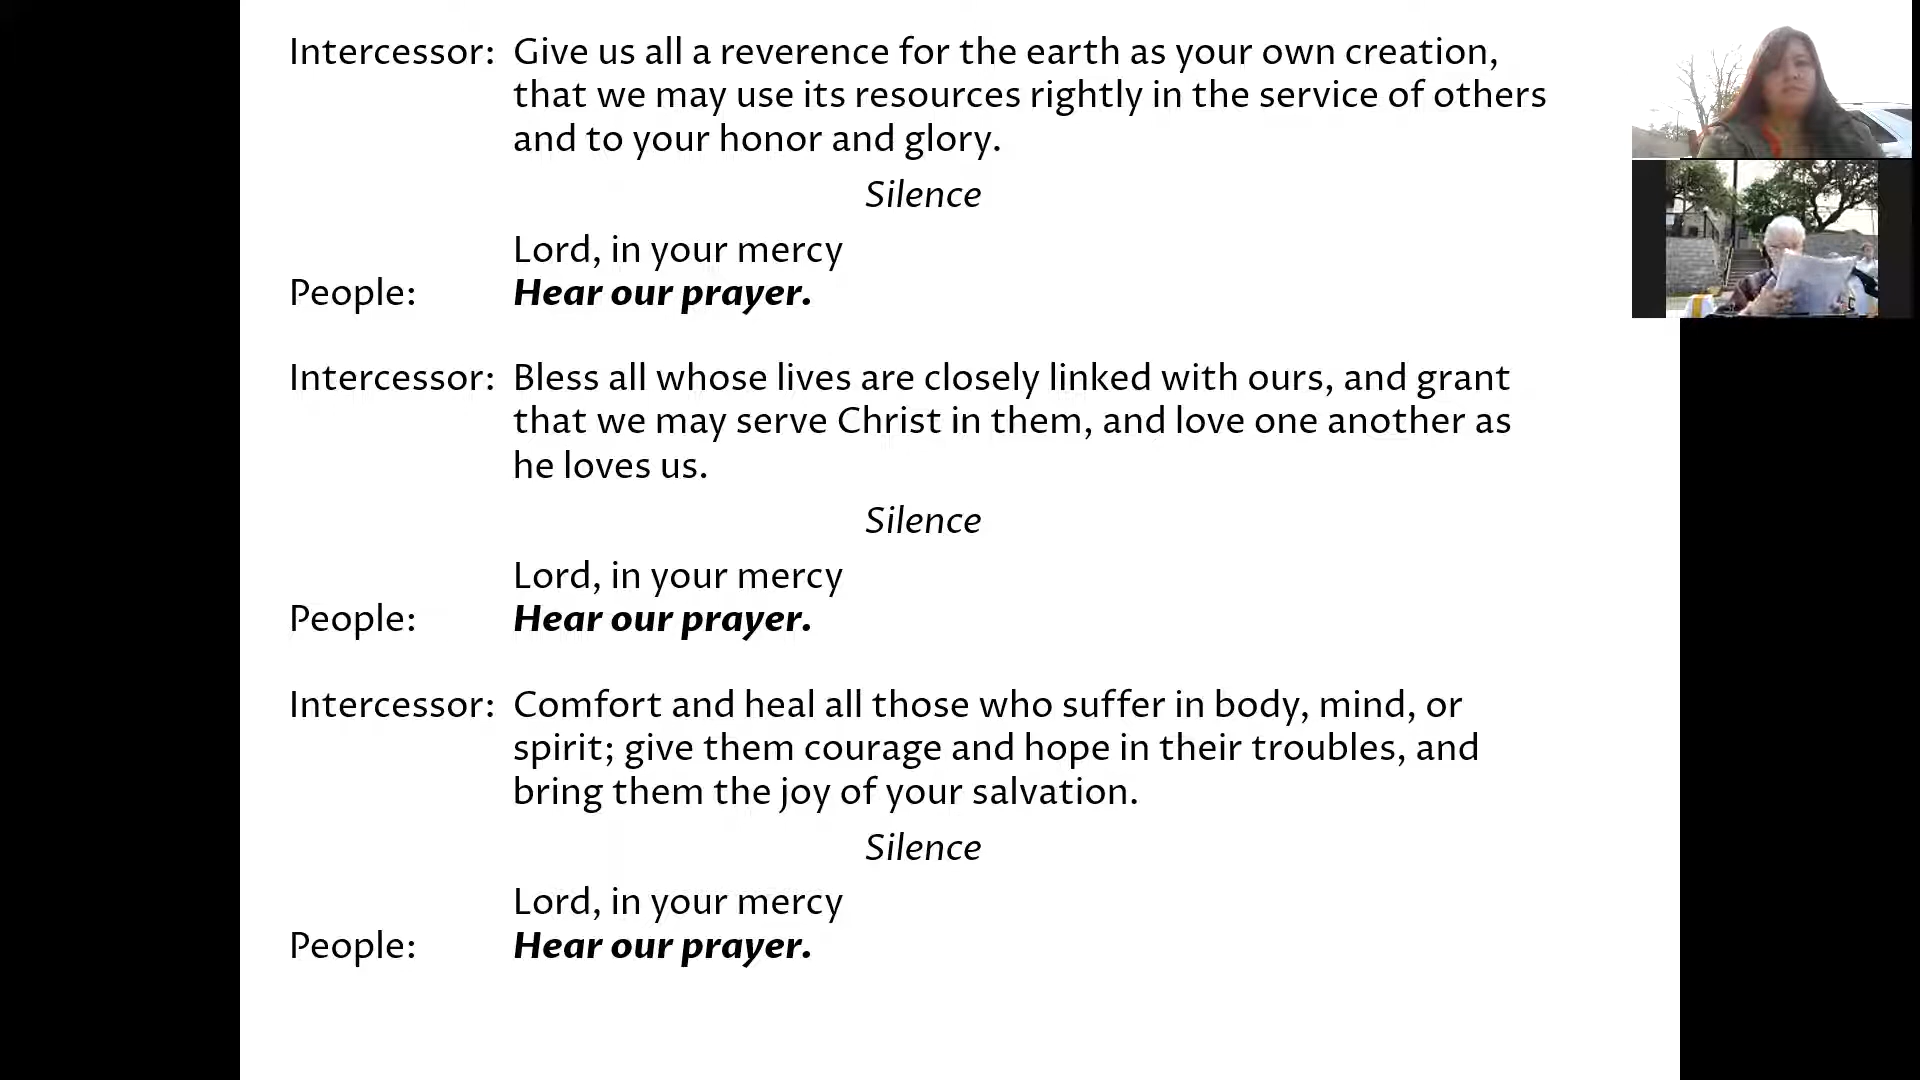 Intercessor: Give us all a reverence for the earth as your own creation,
that we may use its resources rightly in the service of others
and to your honor and glory.
Silence
Lord, in your mercy
People: Hear our prayer.
Intercessor: Bless all whose lives are closely linked with ours, and grant
that we may serve Christ in them, and love one another as
he loves us.
Silence
Lord, in your mercy
People: Hear our prayer.
Intercessor: Comfort and heal all those who suffer in body, mind, or
spirit; give them courage and hope in their troubles, and
bring them the joy of your salvation.
Silence
Lord, in your mercy
People: Hear our prayer.